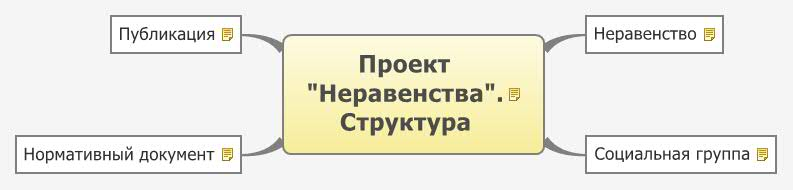 Публикация
Неравенство
Проект
"Неравенства".
Структура
Нормативный документ
Социальная группа